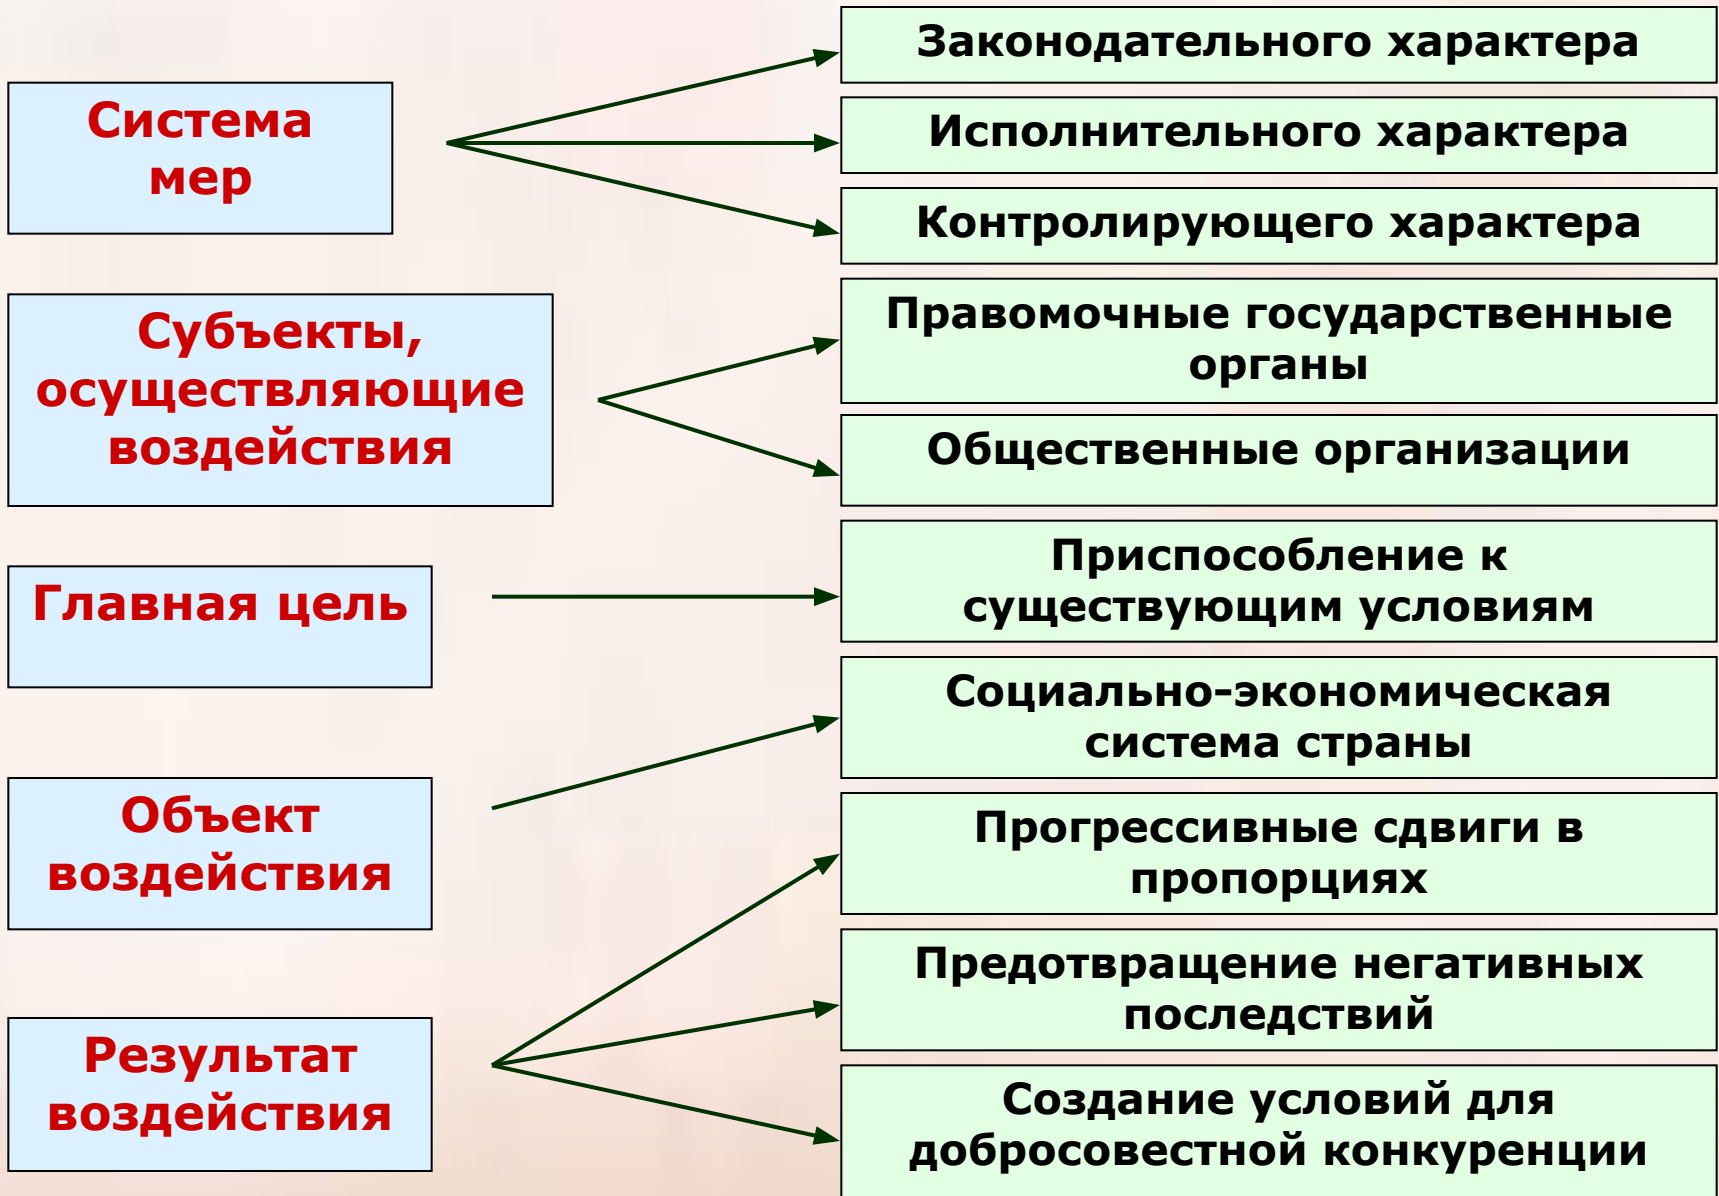 Система
мер
Законодательного характера
Исполнительного характера
Контролирующего характера
Субъекты,
осуществляющие
воздействия
Правомочные государственные
органы
Общественные организации
Главная цель
Приспособление к
существующим условиям
Объект
воздействия
Социально-экономическая
система страны
Результат
воздействия
Прогрессивные сдвиги в
пропорциях
Предотвращение негативных
последствий
Создание условий для
добросовестной конкуренции